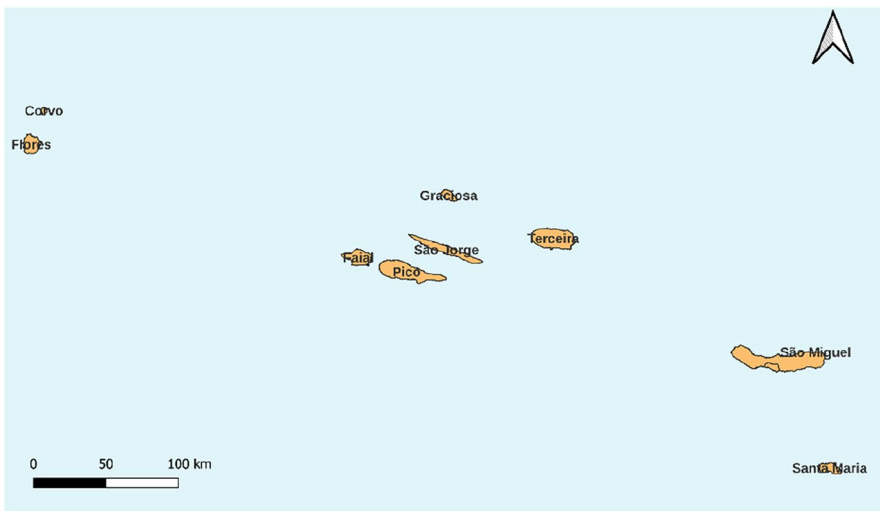 Corvo
Flores
Graciosa
Terceira
São Jorge
Faial
Pico
São Miguel
Santa Maria
0 50 100 km